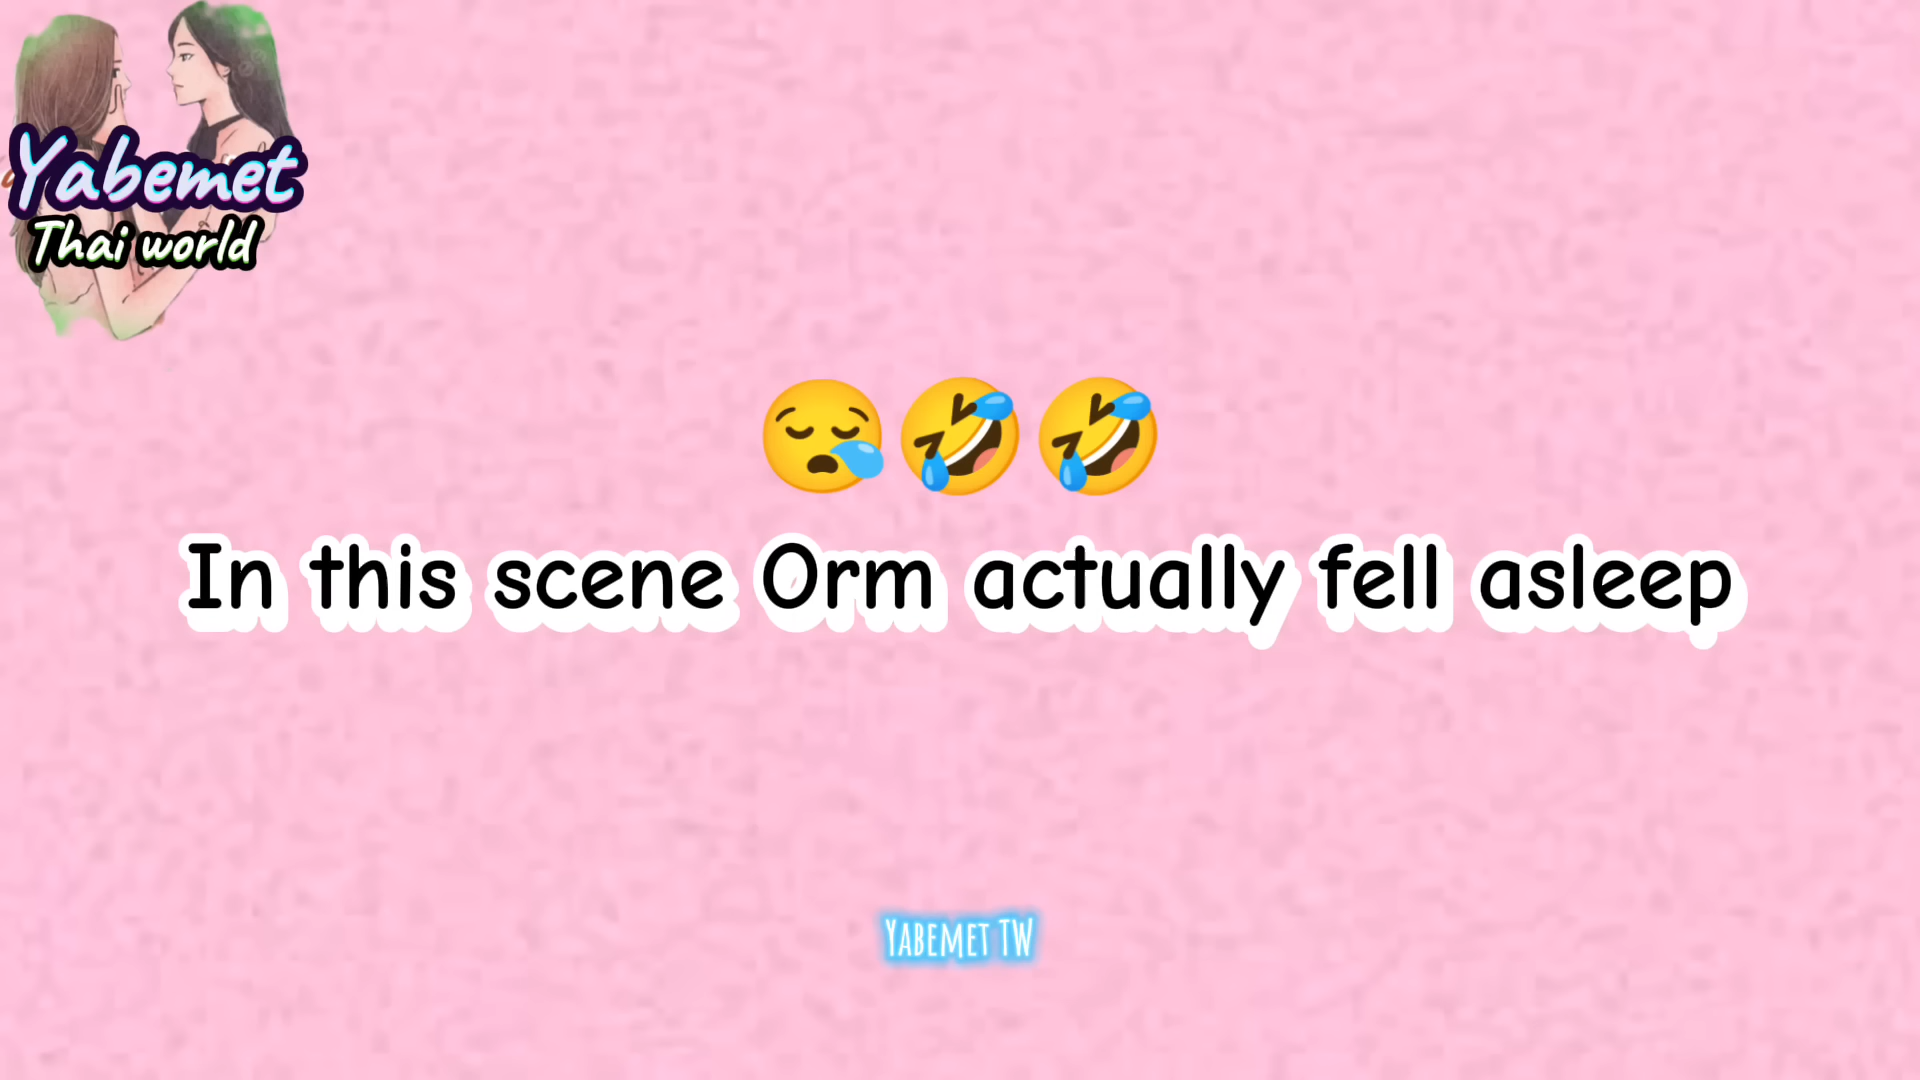 Yabemet
Thai world
😪🤣🤣
In this scene Orm actually fell asleep
YABEMET TW